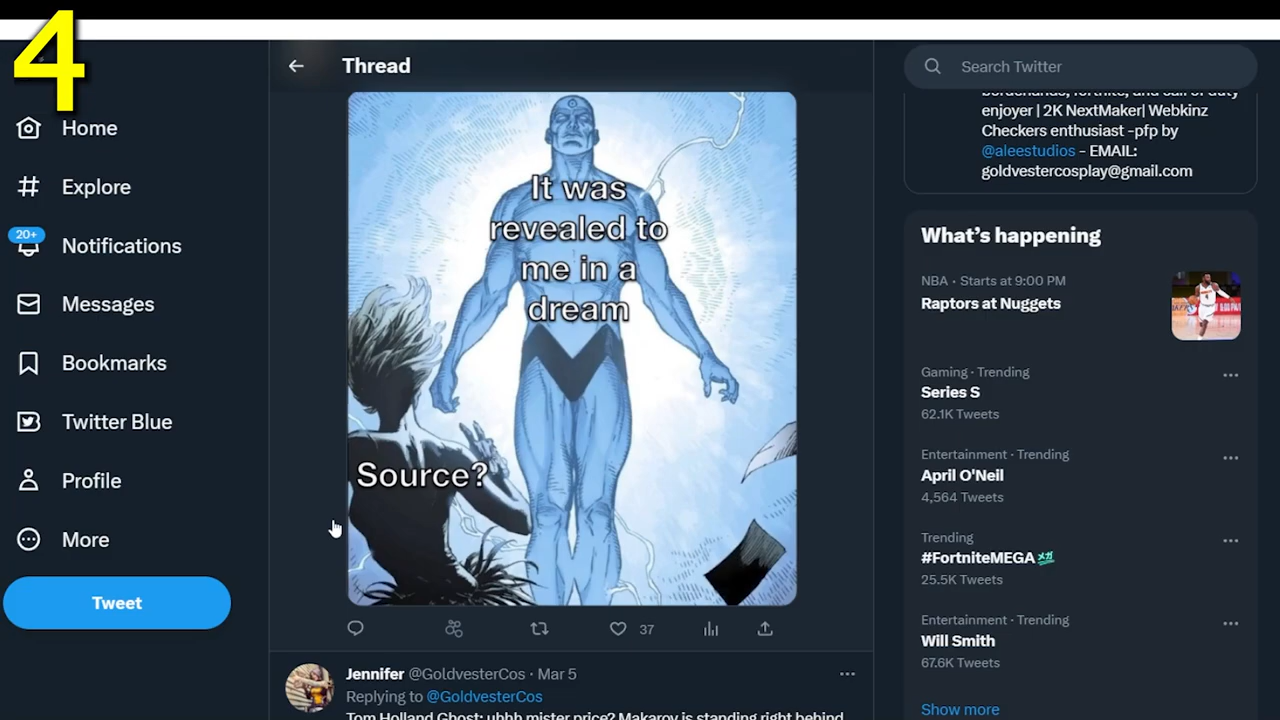 4
Home
Explore
20+
Notifications
Messages
Bookmarks
Twitter Blue
Profile
More
Tweet
Thread
It was
revealed to
me in a
dream
Source?
37
Jennifer @GoldvesterCos · Mar 5
Replying to @GoldvesterCos
Tom Holland Ghost: uhhh mister price? Makarov is standing right behind
Search Twitter
borderlands, fortnite, and call of duty
enjoyer | 2K NextMaker| Webkinz
Checkers enthusiast -pfp by
@aleestudios - EMAIL:
goldvestercosplay@gmail.com
What's happening
NBA · Starts at 9:00 PM
Raptors at Nuggets
Gaming · Trending
Series S
62.1K Tweets
Entertainment · Trending
April O'Neil
4,564 Tweets
Trending
#FortniteMEGA
25.5K Tweets
Entertainment · Trending
Will Smith
67.6K Tweets
Show more